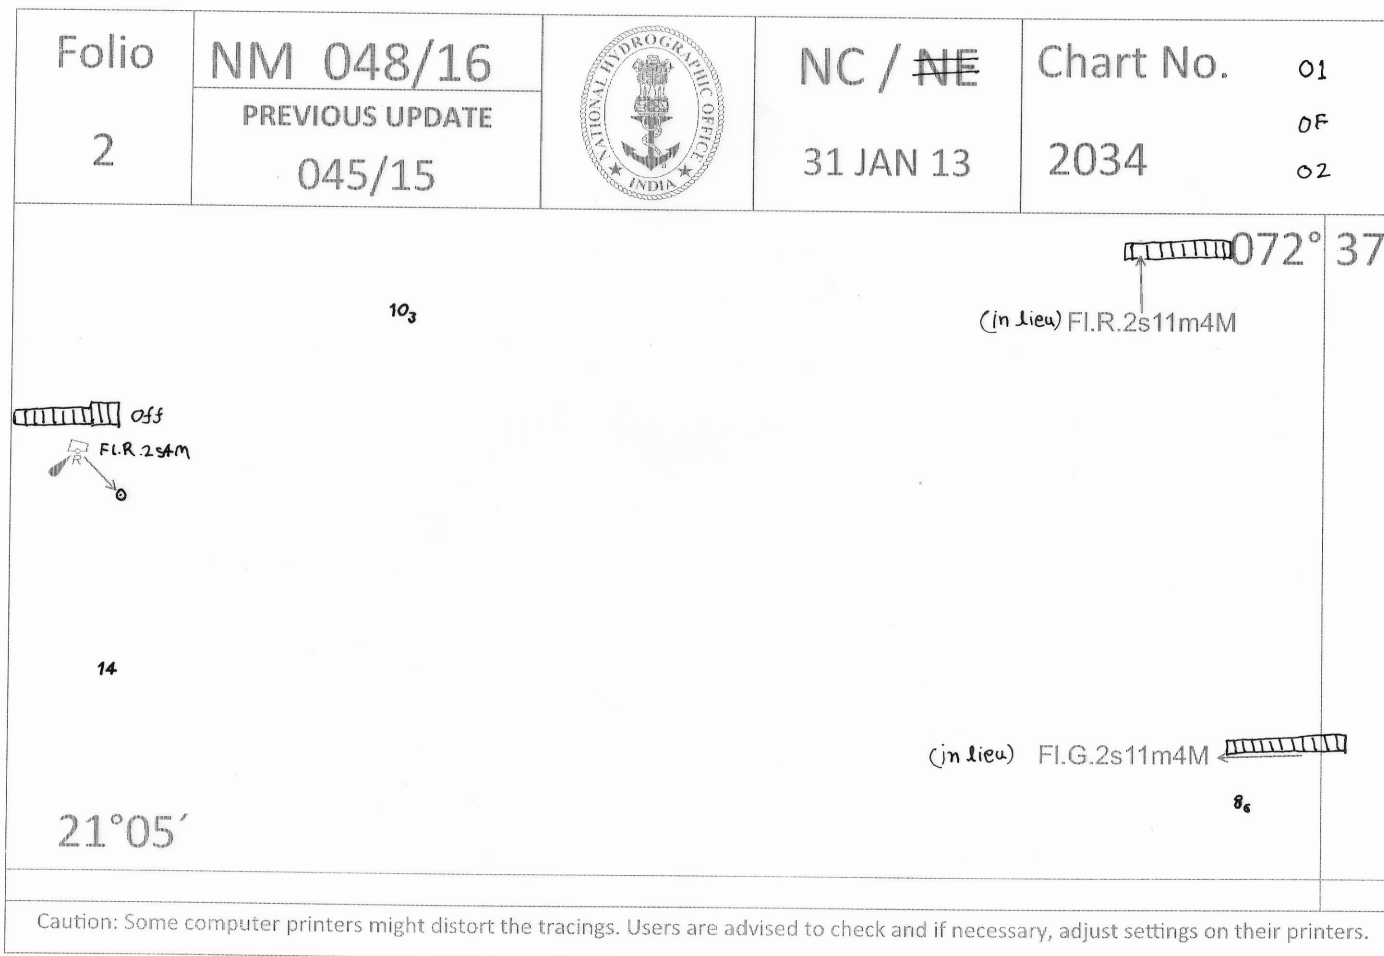 Folio
2
NM 048/16
PREVIOUS UPDATE
045/15
NATIONAL HYDROGRAPHIC OFFICE
INDIA
NC / NE
31 JAN 13
Chart No.
2034
01
OF
02
072° 37
10₃
(in lieu) Fl.R.2s11m4M
Off
Fl.R.2s4M
R
14
(in lieu) Fl.G.2s11m4M
8₆
21°05′
Caution: Some computer printers might distort the tracings. Users are advised to check and if necessary, adjust settings on their printers.